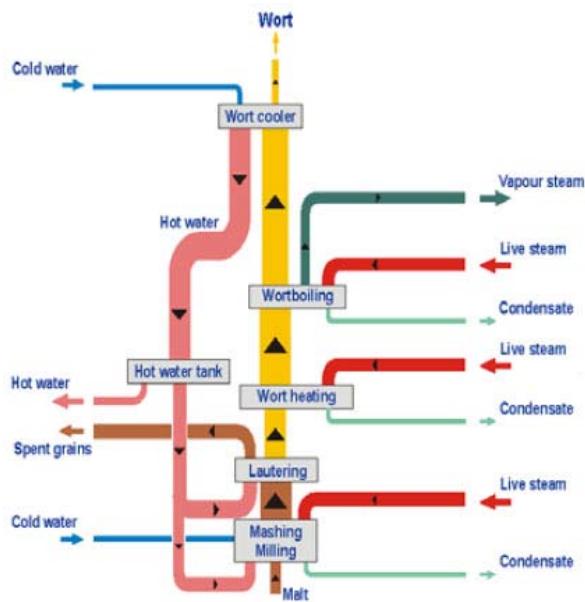 Wort
Cold water
Wort cooler
Vapour steam
Hot water
Live steam
Wortboiling
Condensate
Hot water tank
Live steam
Hot water
Wort heating
Condensate
Spent grains
Lautering
Live steam
Cold water
Mashing
Milling
Condensate
Malt